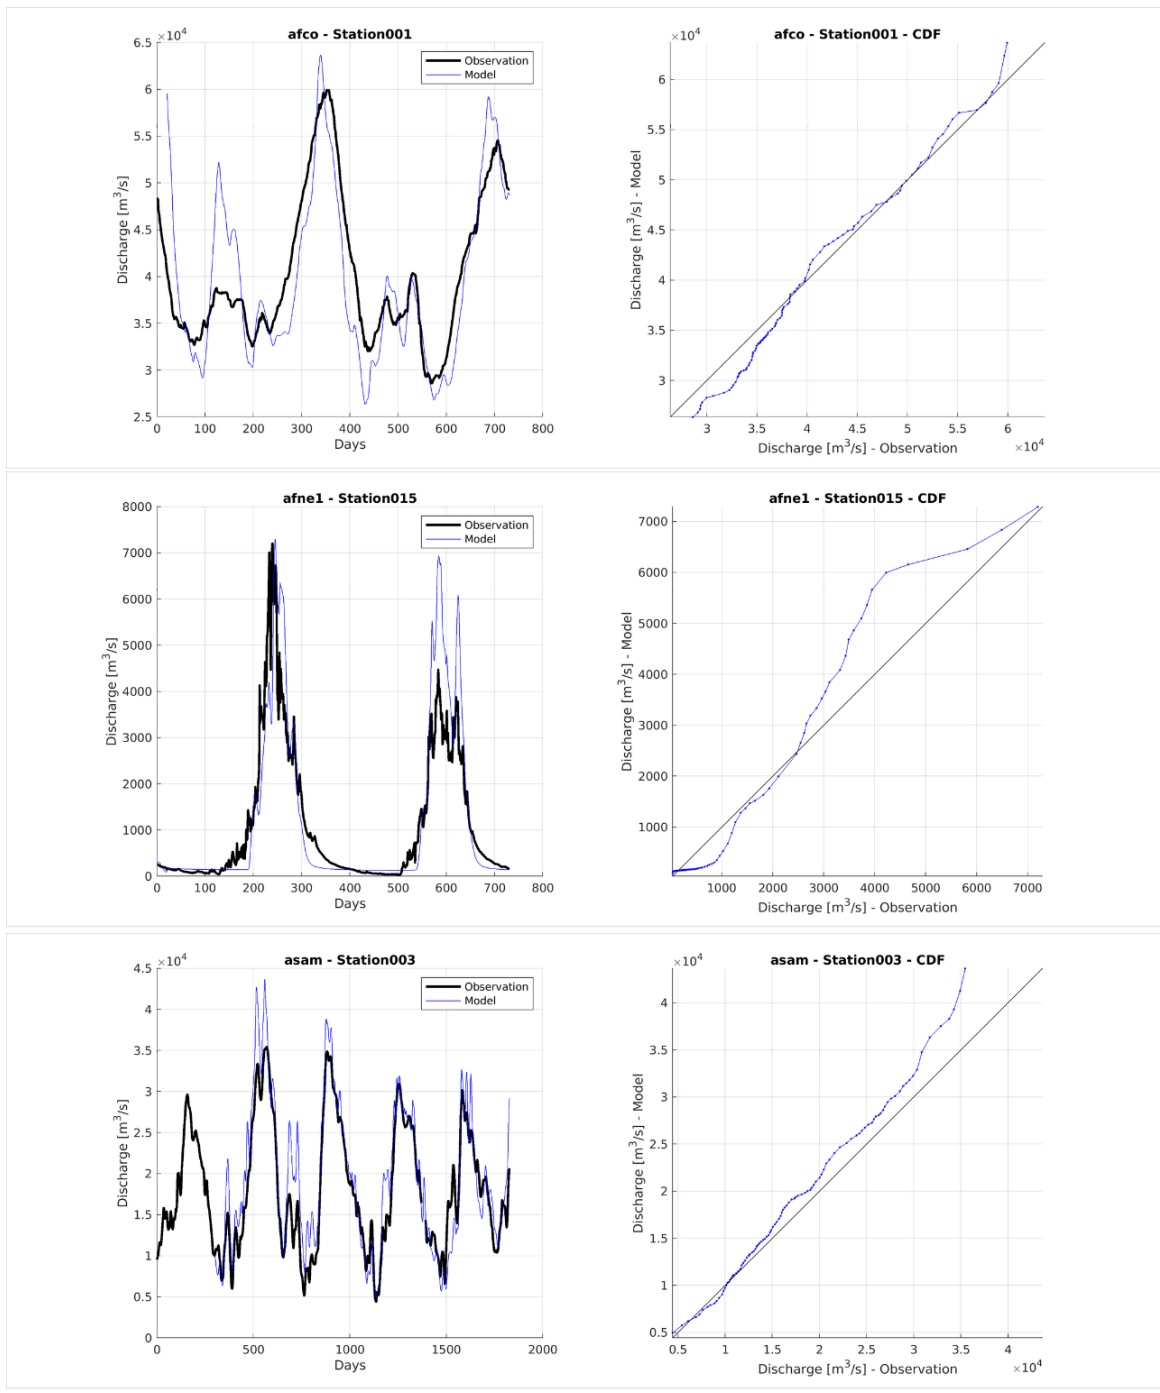 afco - Station001
×10⁴
Observation
Model
6.5
6
5.5
5
4.5
4
3.5
3
2.5
Discharge [m³/s]
0 100 200 300 400 500 600 700 800
Days
afco - Station001 - CDF
×10⁴
6
5.5
5
4.5
4
3.5
3
Discharge [m³/s] - Model
3 3.5 4 4.5 5 5.5 6
×10⁴
Discharge [m³/s] - Observation
afne1 - Station015
Observation
Model
8000
7000
6000
5000
4000
3000
2000
1000
0
Discharge [m³/s]
0 100 200 300 400 500 600 700 800
Days
afne1 - Station015 - CDF
7000
6000
5000
4000
3000
2000
1000
Discharge [m³/s] - Model
1000 2000 3000 4000 5000 6000 7000
Discharge [m³/s] - Observation
asam - Station003
×10⁴
Observation
Model
4.5
4
3.5
3
2.5
2
1.5
1
0.5
0
Discharge [m³/s]
0 500 1000 1500 2000
Days
asam - Station003 - CDF
×10⁴
4
3.5
3
2.5
2
1.5
1
0.5
Discharge [m³/s] - Model
0.5 1 1.5 2 2.5 3 3.5 4
×10⁴
Discharge [m³/s] - Observation